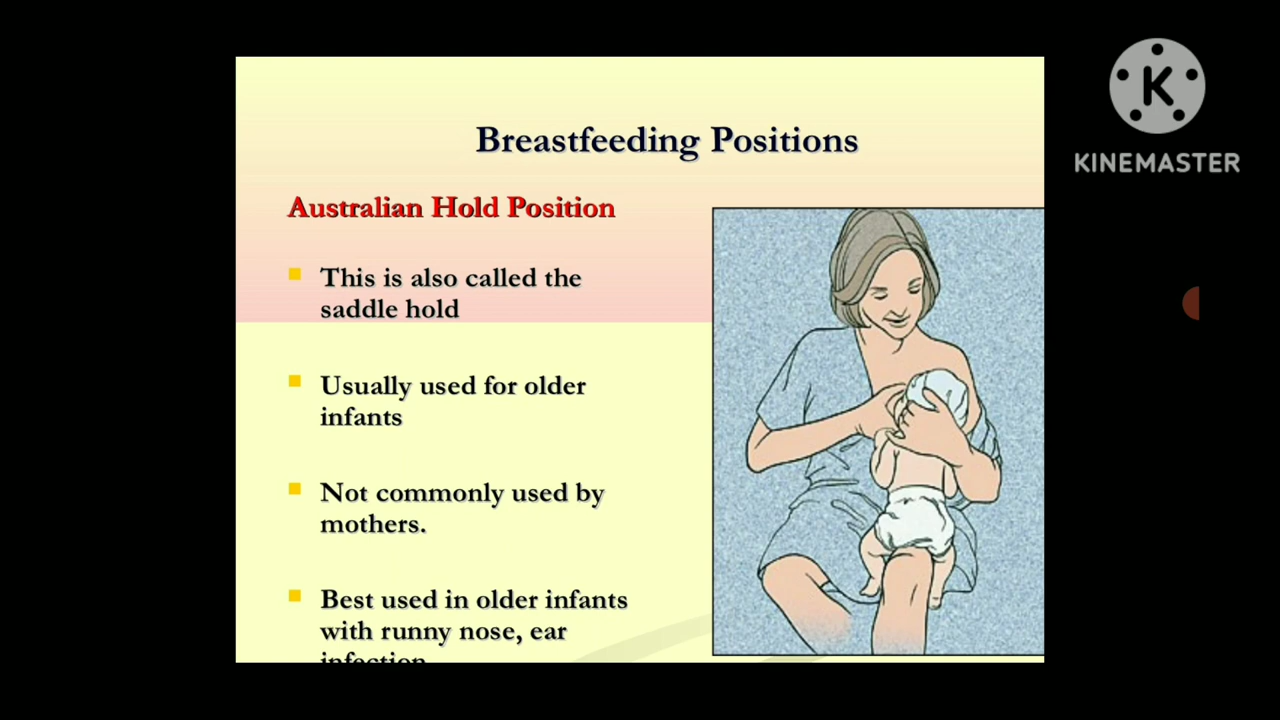 Breastfeeding Positions
Australian Hold Position
This is also called the
saddle hold
Usually used for older
infants
Not commonly used by
mothers.
Best used in older infants
with runny nose, ear
infection
K
KINEMASTER